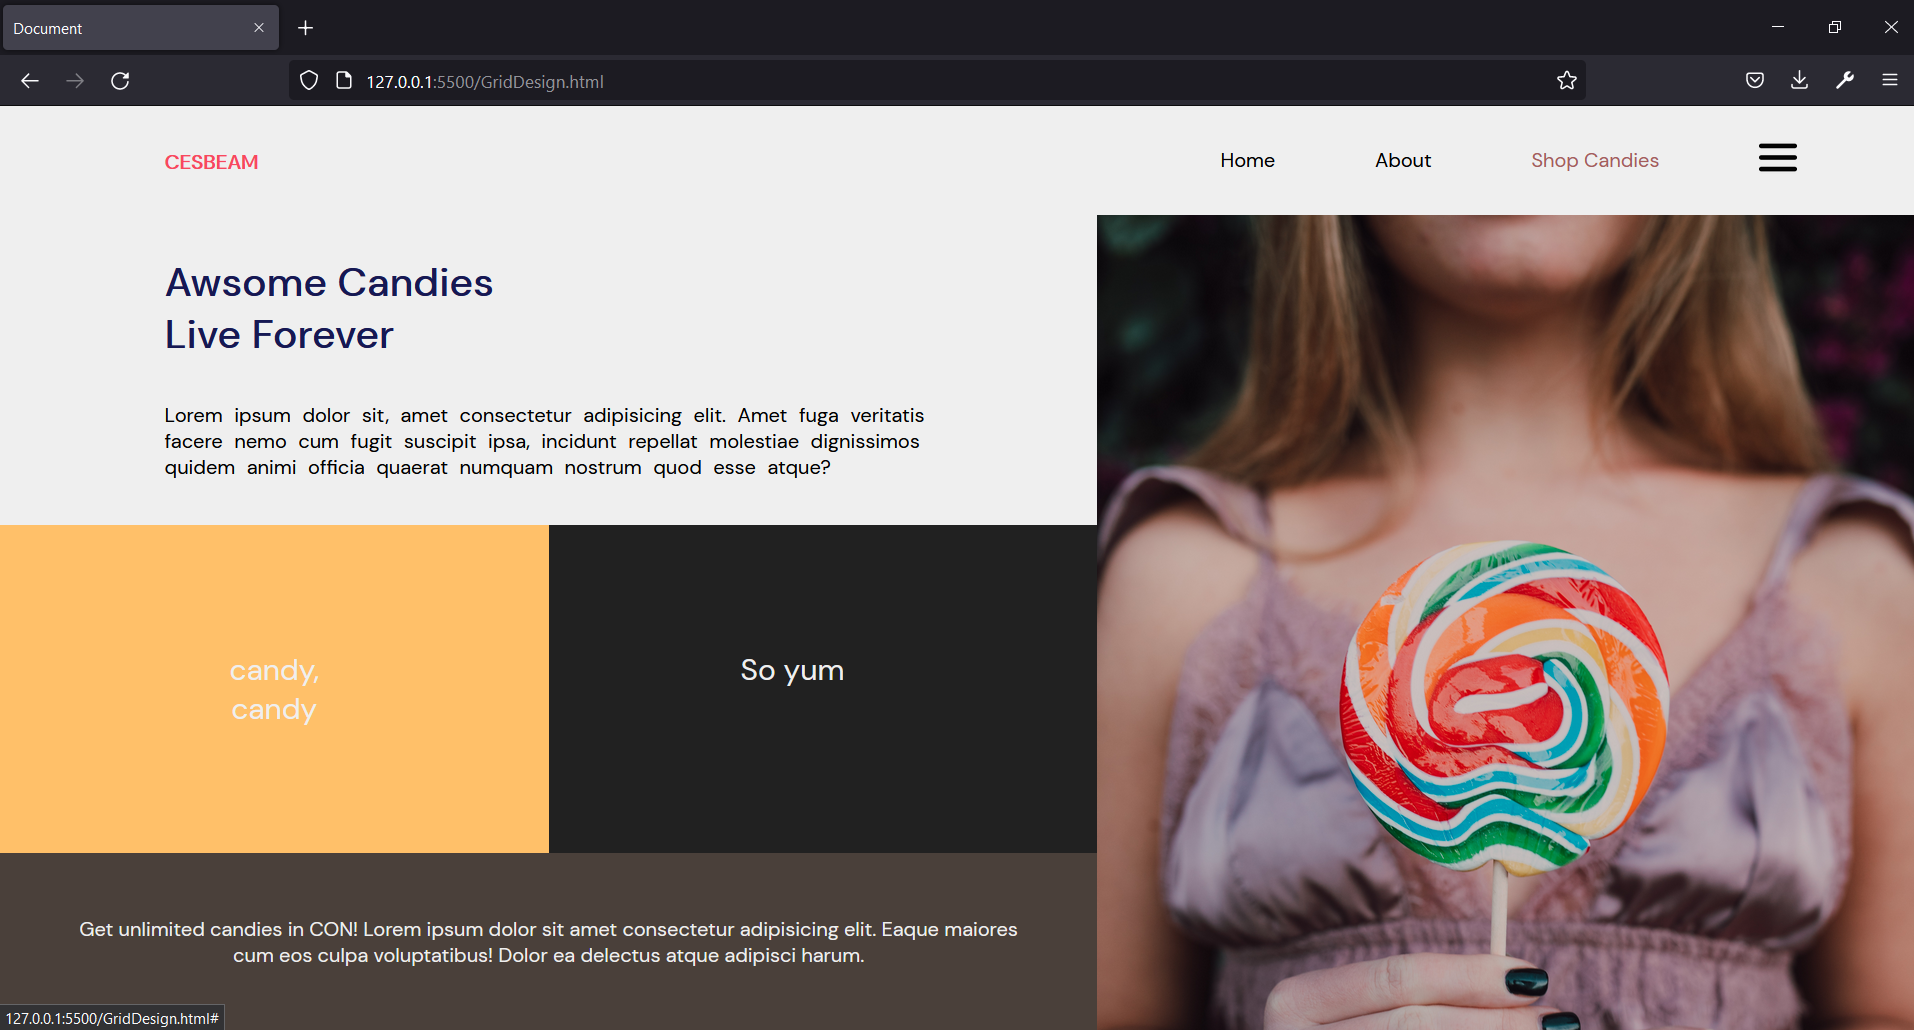 Document
127.0.0.1:5500/GridDesign.html
CESBEAM
Home
About
Shop Candies
Awsome Candies
Live Forever
Lorem ipsum dolor sit, amet consectetur adipisicing elit. Amet fuga veritatis
facere nemo cum fugit suscipit ipsa, incidunt repellat molestiae dignissimos
quidem animi officia quaerat numquam nostrum quod esse atque?
candy,
candy
So yum
Get unlimited candies in CON! Lorem ipsum dolor sit amet consectetur adipisicing elit. Eaque maiores
cum eos culpa voluptatibus! Dolor ea delectus atque adipisci harum.
127.0.0.1:5500/GridDesign.html#